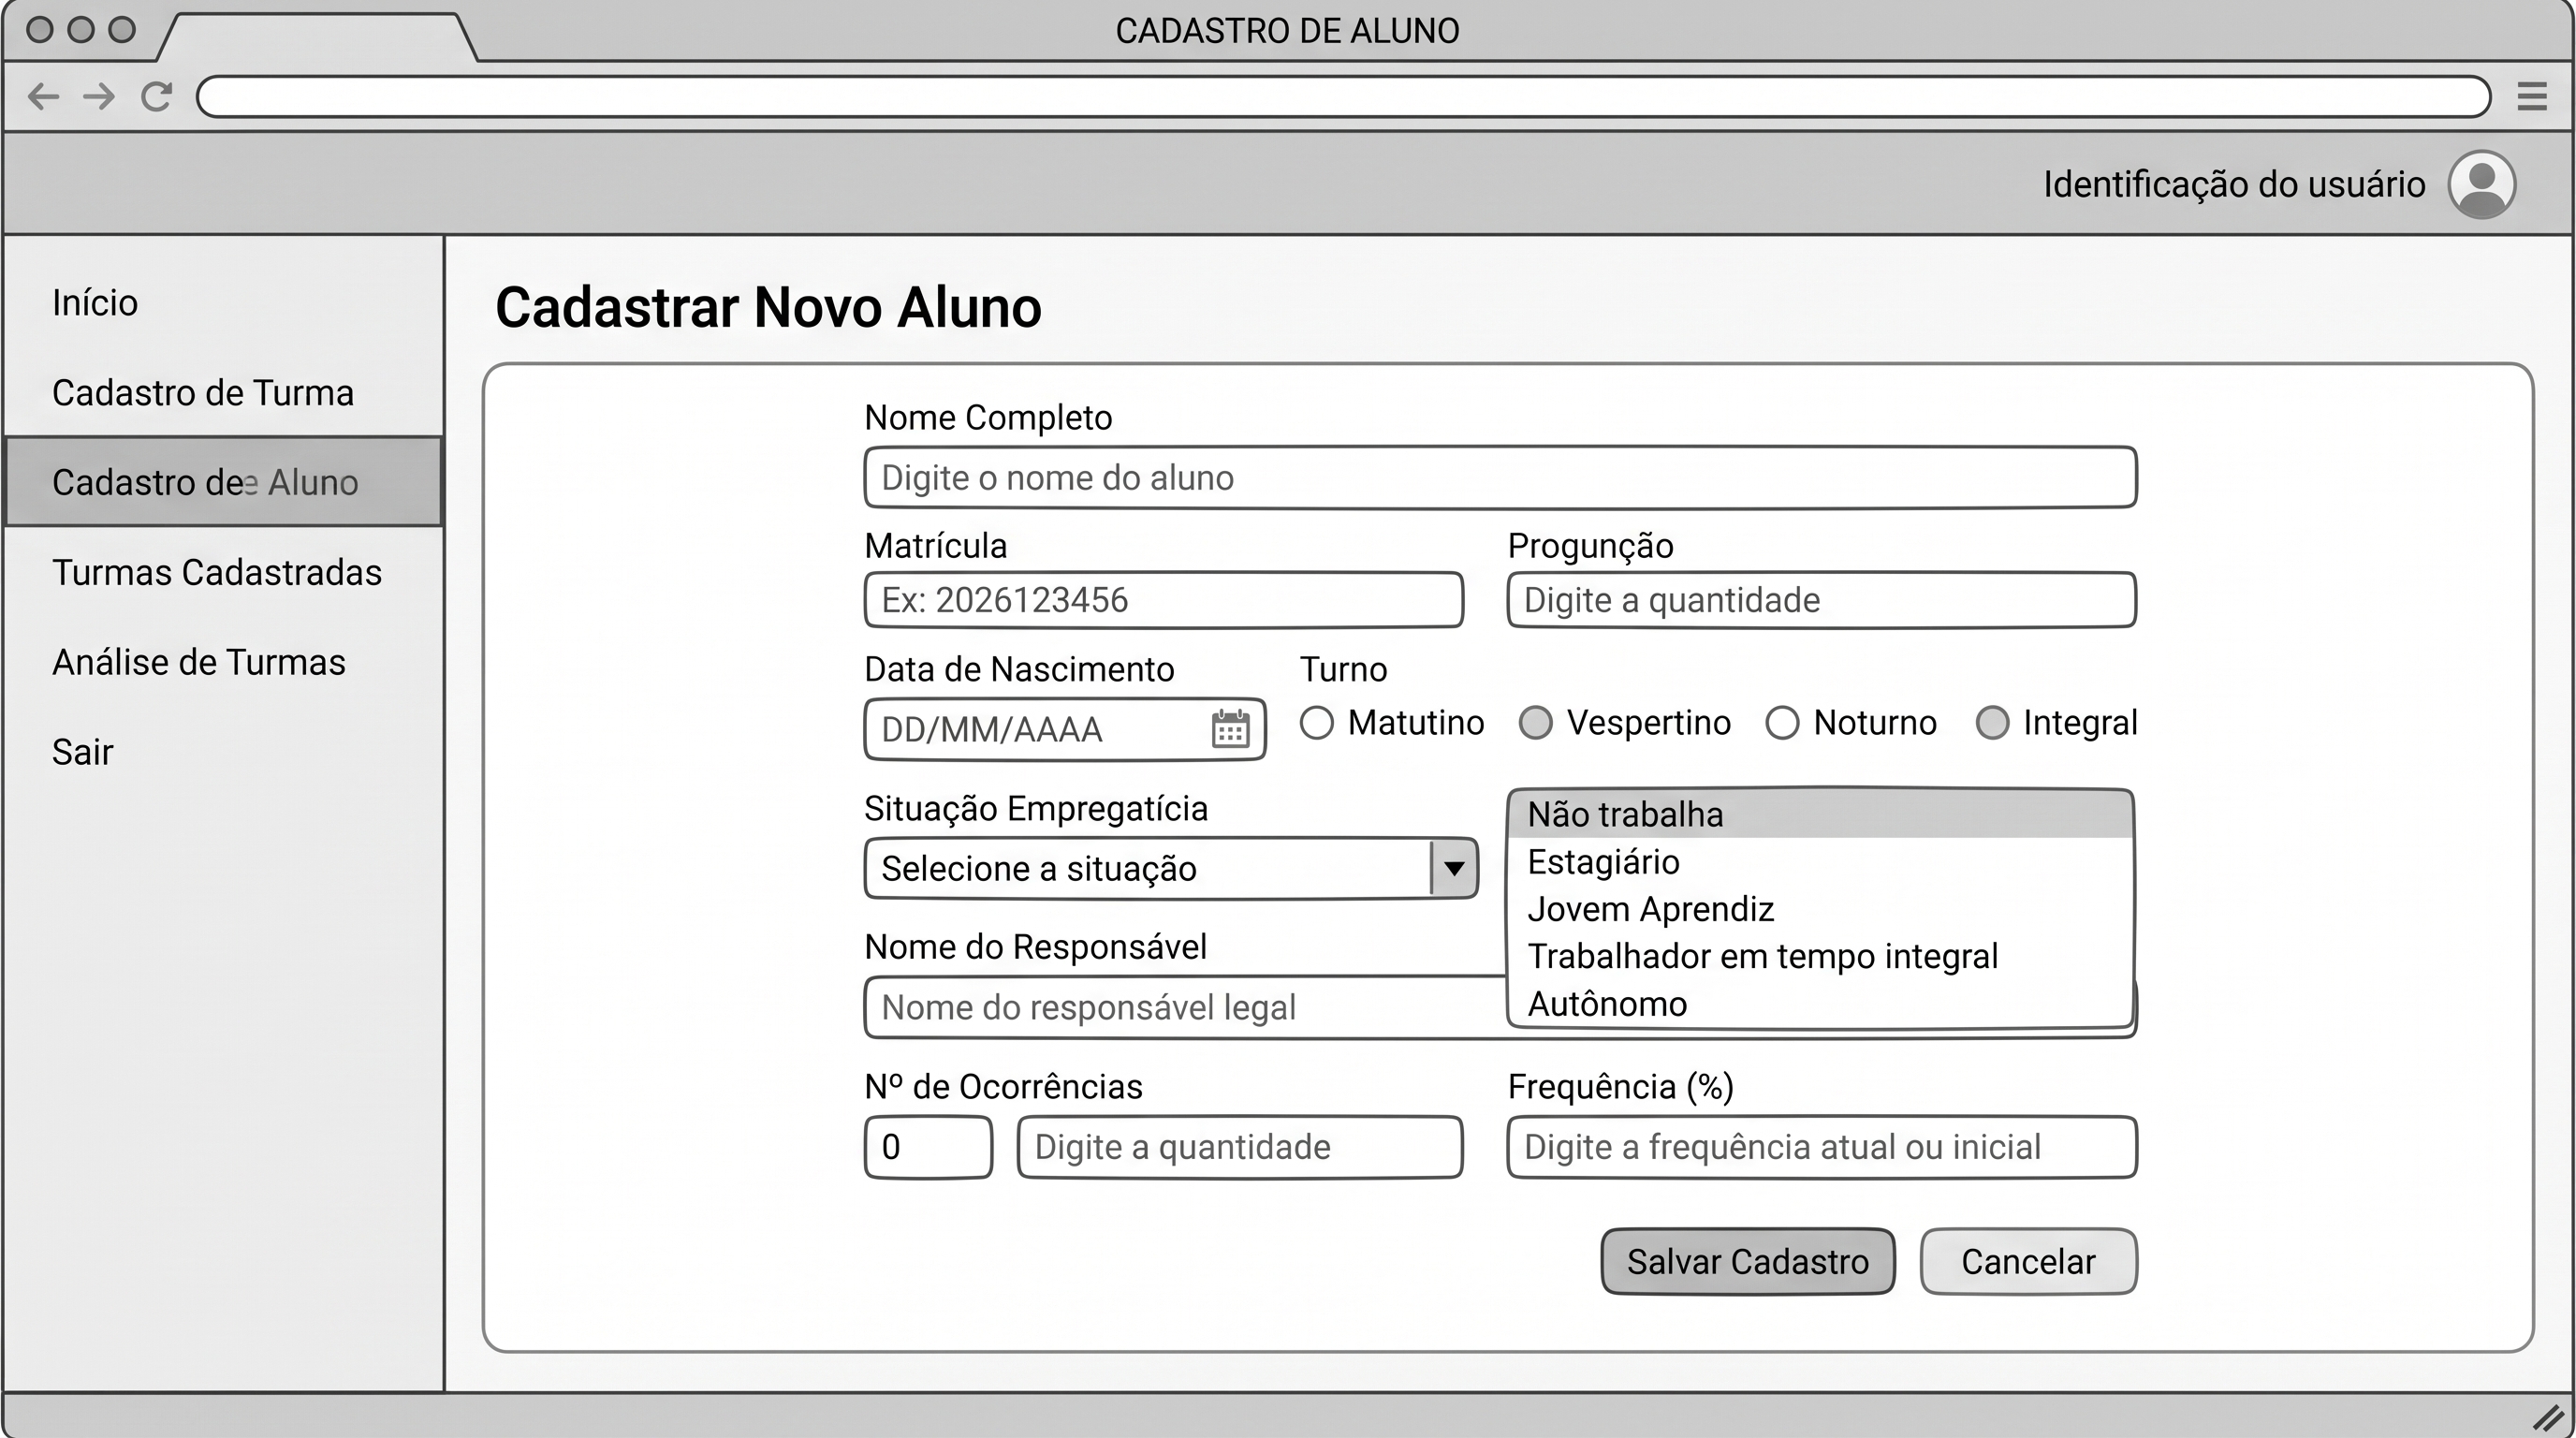 CADASTRO DE ALUNO
Identificação do usuário
Início
Cadastro de Turma
Cadastro dee Aluno
Turmas Cadastradas
Análise de Turmas
Sair
Cadastrar Novo Aluno
Nome Completo
Digite o nome do aluno
Matrícula
Progunção
Ex: 2026123456
Digite a quantidade
Data de Nascimento
Turno
DD/MM/AAAA
Matutino
Vespertino
Noturno
Integral
Situação Empregatícia
Selecione a situação
Não trabalha
Estagiário
Jovem Aprendiz
Trabalhador em tempo integral
Autônomo
Nome do Responsável
Nome do responsável legal
Nº de Ocorrências
Frequência (%)
0
Digite a quantidade
Digite a frequência atual ou inicial
Salvar Cadastro
Cancelar